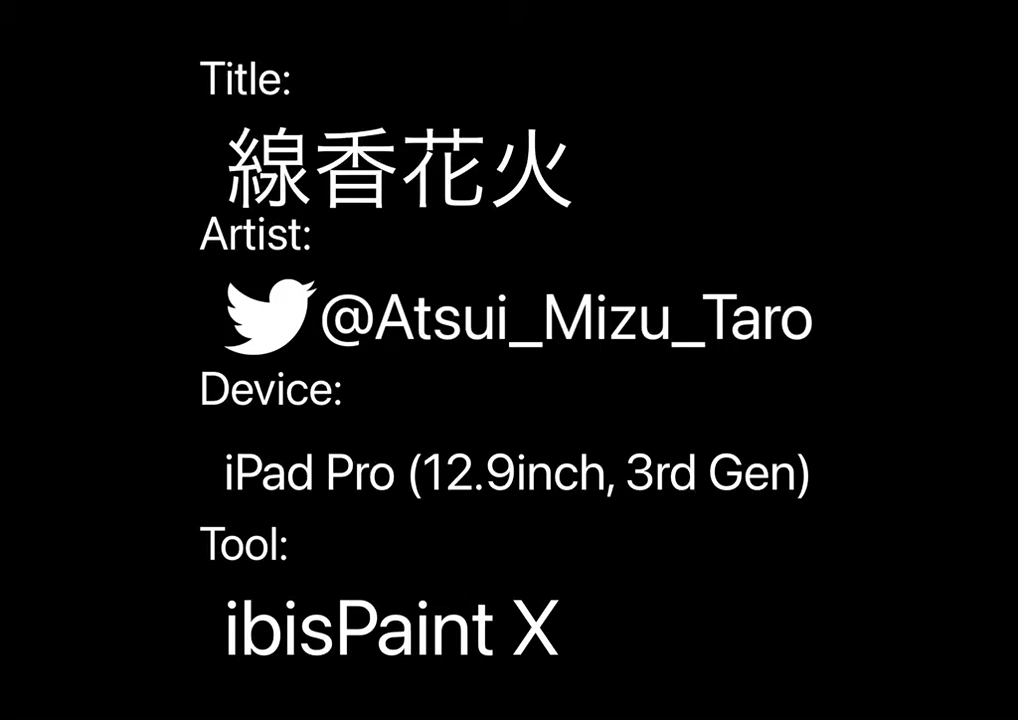 Title:
線香花火
Artist:
@Atsui_Mizu_Taro
Device:
iPad Pro (12.9inch, 3rd Gen)
Tool:
ibisPaint X